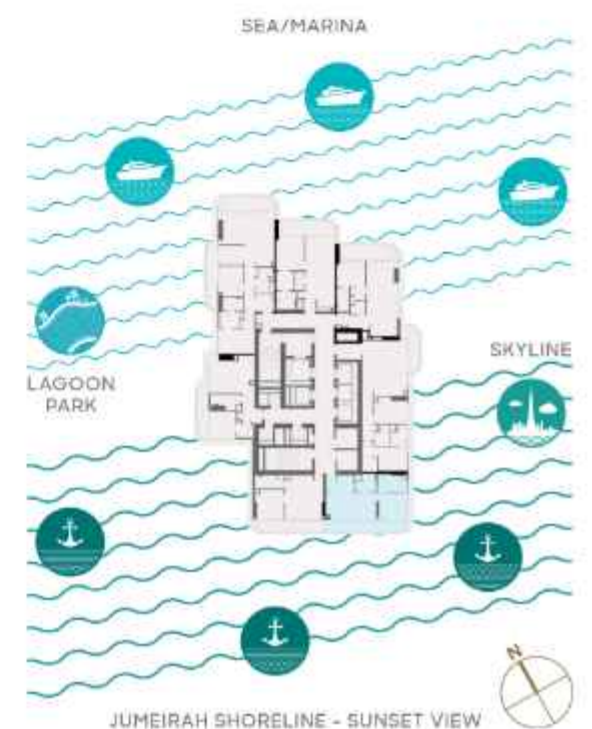 SEA/MARINA
SKYLINE
LAGOON
PARK
N
JUMEIRAH SHORELINE - SUNSET VIEW